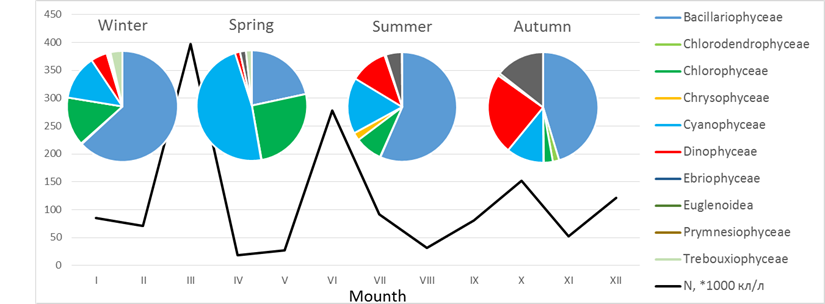 Winter
Spring
Summer
Autumn
450
400
350
300
250
200
150
100
50
0
I II III IV V VI VII VIII IX X XI XII
Mounth
Bacillariophyceae
Chlorodendrophyceae
Chlorophyceae
Chrysophyceae
Cyanophyceae
Dinophyceae
Ebriophyceae
Euglenoidea
Prymnesiophyceae
Trebouxiophyceae
N, *1000 кл/л